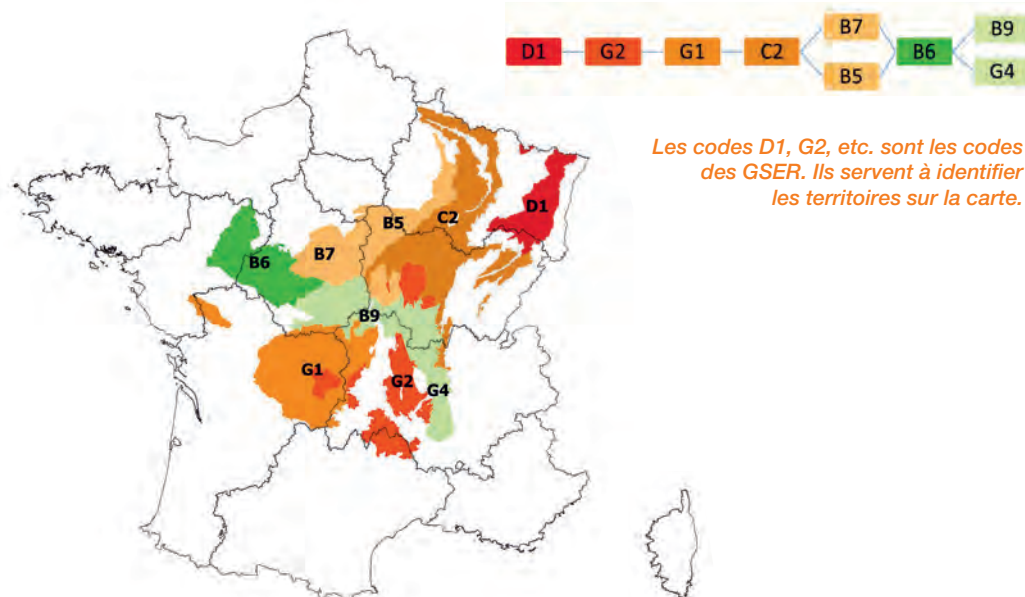 B7
B9
D1 G2 G1 C2 B6
B5
G4
Les codes D1, G2, etc. sont les codes
des GSER. Ils servent à identifier
les territoires sur la carte.
D1
B5
C2
B7
B6
B9
G1
G2
G4